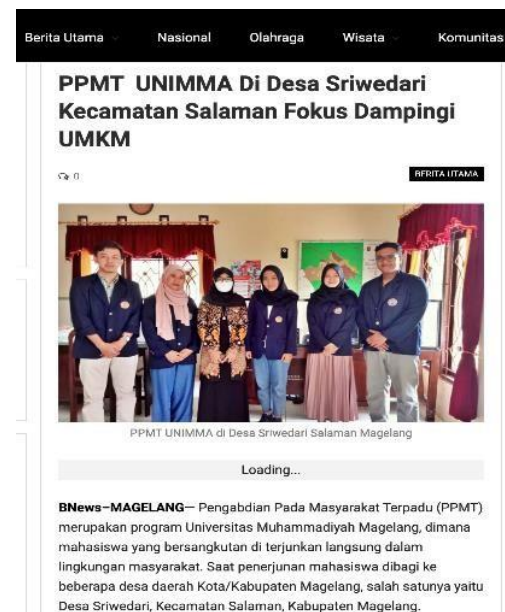 Berita Utama Nasional Olahraga Wisata Komunitas
PPMT UNIMMA Di Desa Sriwedari
Kecamatan Salaman Fokus Dampingi
UMKM
0
BERITA UTAMA
PPMT UNIMMA di Desa Sriwedari Salaman Magelang
Loading...
BNews–MAGELANG— Pengabdian Pada Masyarakat Terpadu (PPMT)
merupakan program Universitas Muhammadiyah Magelang, dimana
mahasiswa yang bersangkutan di terjunkan langsung dalam
lingkungan masyarakat. Saat penerjunan mahasiswa dibagi ke
beberapa desa daerah Kota/Kabupaten Magelang, salah satunya yaitu
Desa Sriwedari, Kecamatan Salaman, Kabupaten Magelang.